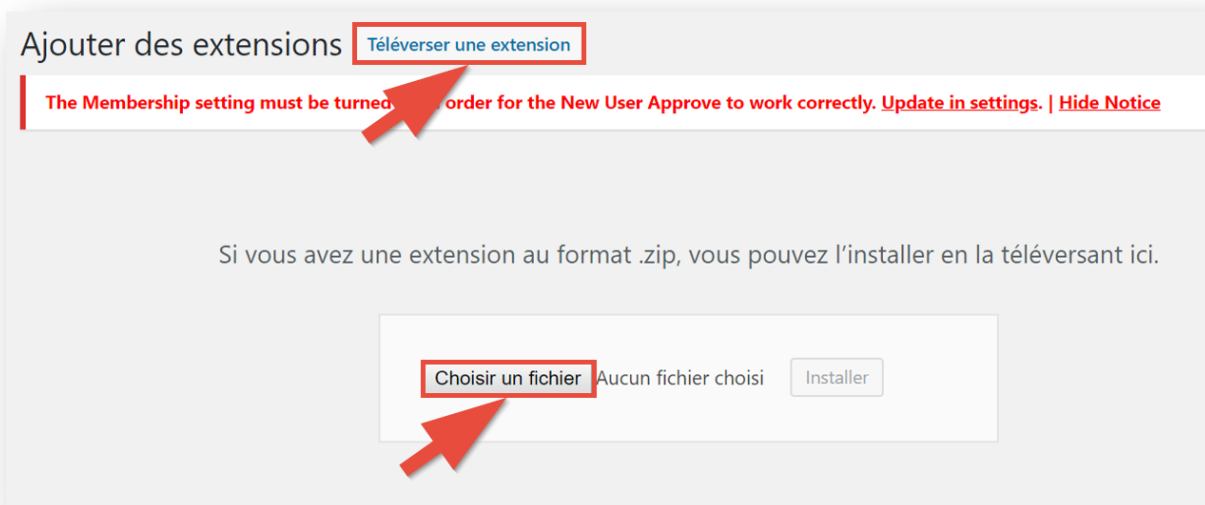 Ajouter des extensions Téléverser une extension
The Membership setting must be turned order for the New User Approve to work correctly. Update in settings. | Hide Notice
Si vous avez une extension au format .zip, vous pouvez l’installer en la téléversant ici.
Choisir un fichier Aucun fichier choisi Installer